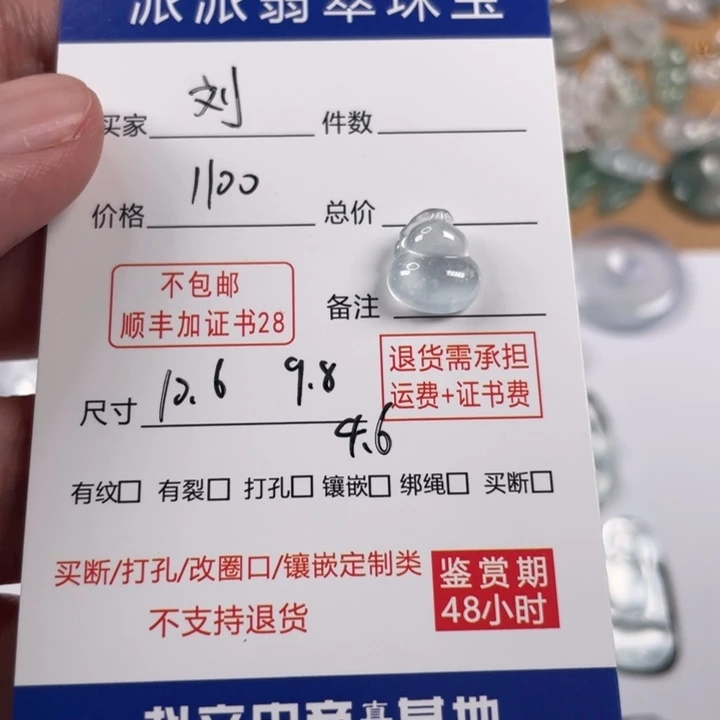 派派翡翠珠宝
买家 刘 件数
价格 1100 总价
不包邮
顺丰加证书28
备注
退货需承担
运费+证书费
尺寸 12.6 9.8
4.6
有纹□ 有裂□ 打孔□ 镶嵌□ 绑绳□ 买断□
买断/打孔/改圈口/镶嵌定制类
不支持退货
鉴赏期
48小时